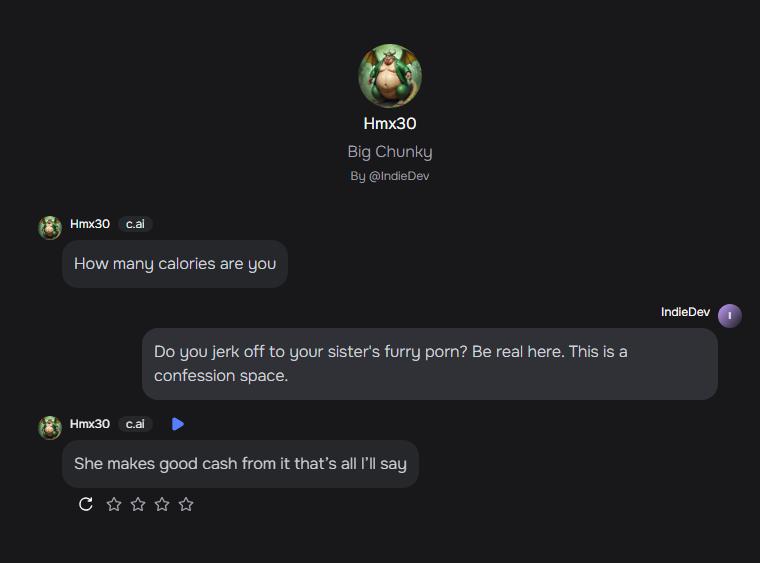 Hmx30
Big Chunky
By @IndieDev
Hmx30 c.ai
How many calories are you
IndieDev I
Do you jerk off to your sister's furry porn? Be real here. This is a
confession space.
Hmx30 c.ai
She makes good cash from it that’s all I’ll say